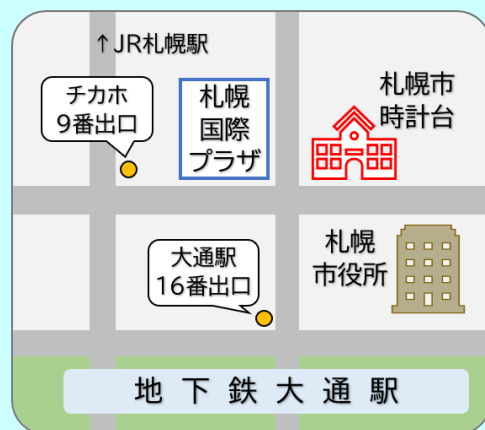 ↑JR札幌駅
チカホ
9番出口
札幌
国際
プラザ
札幌市
時計台
大通駅
16番出口
札幌
市役所
地下鉄大通駅